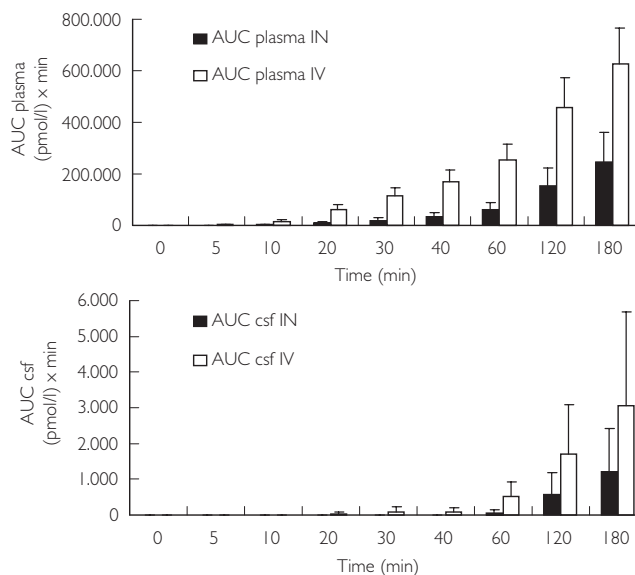 800.000
600.000
400.000
200.000
0
AUC plasma
(pmol/l) x min
AUC plasma IN
AUC plasma IV
0 5 10 20 30 40 60 120 180
Time (min)
6.000
5.000
4.000
3.000
2.000
1.000
0
AUC csf
(pmol/l) x min
AUC csf IN
AUC csf IV
0 5 10 20 30 40 60 120 180
Time (min)